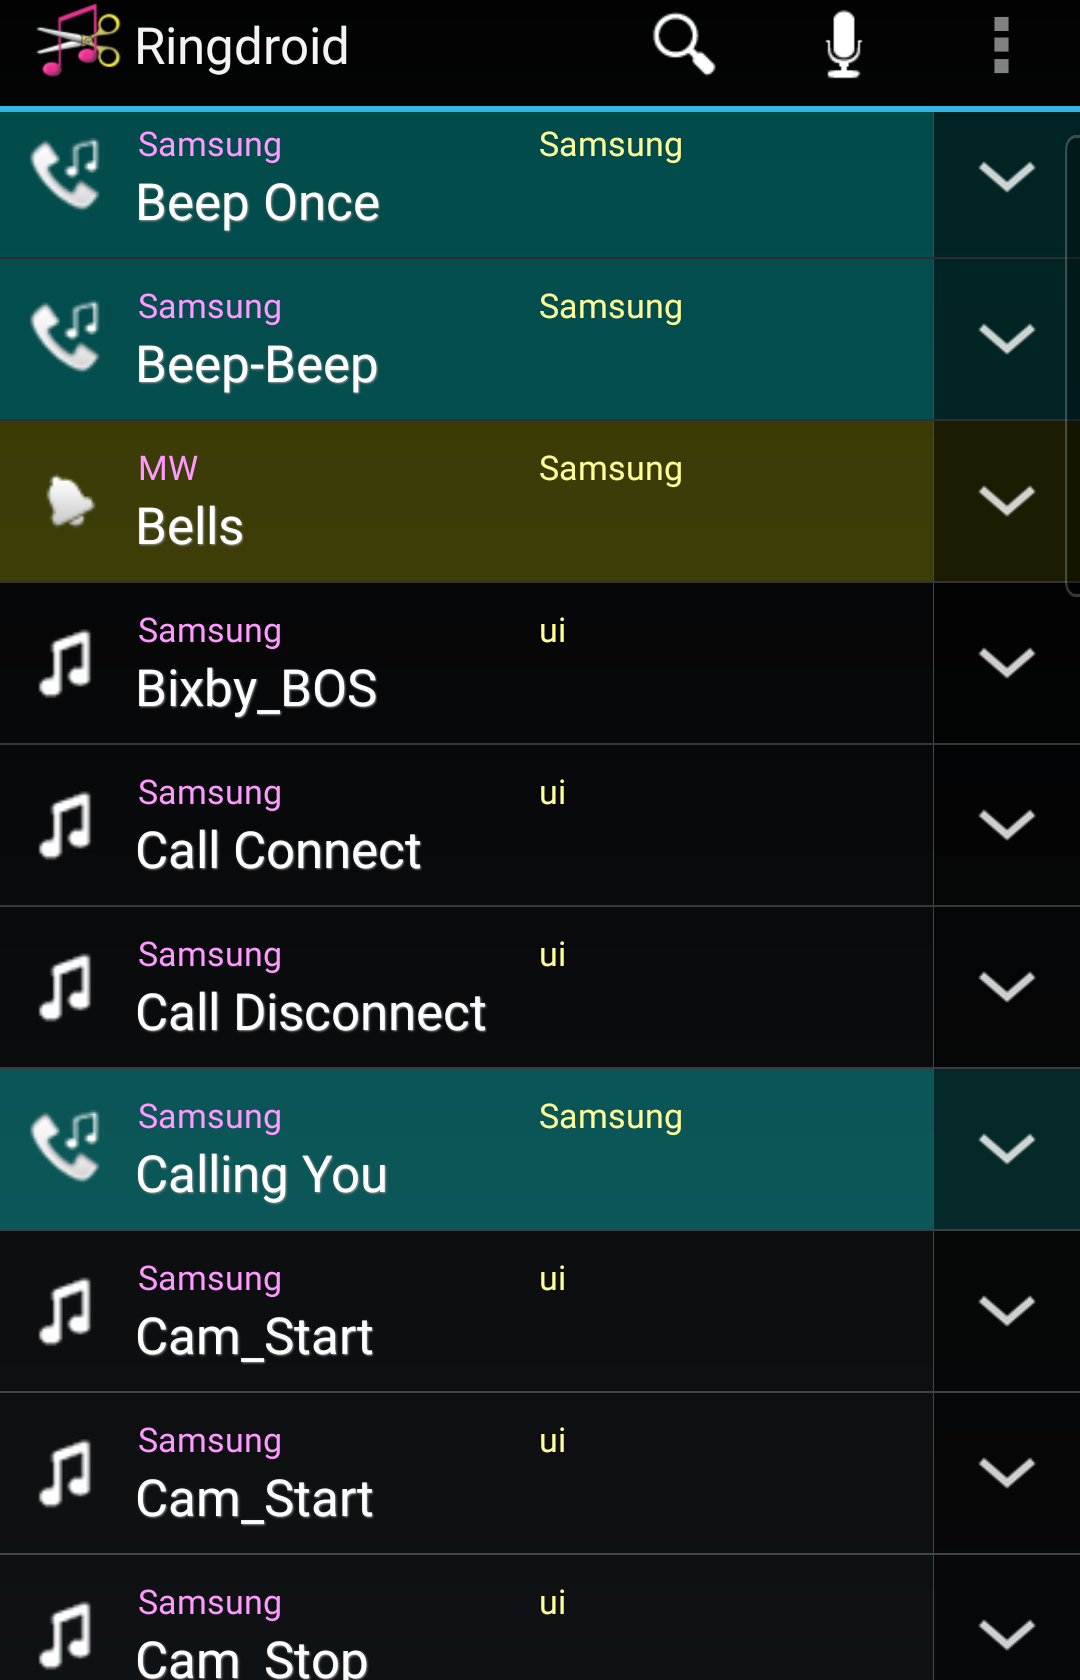 Ringdroid
Samsung Samsung
Beep Once
Samsung Samsung
Beep-Beep
MW Samsung
Bells
Samsung ui
Bixby_BOS
Samsung ui
Call Connect
Samsung ui
Call Disconnect
Samsung Samsung
Calling You
Samsung ui
Cam_Start
Samsung ui
Cam_Start
Samsung ui
Cam_Stop